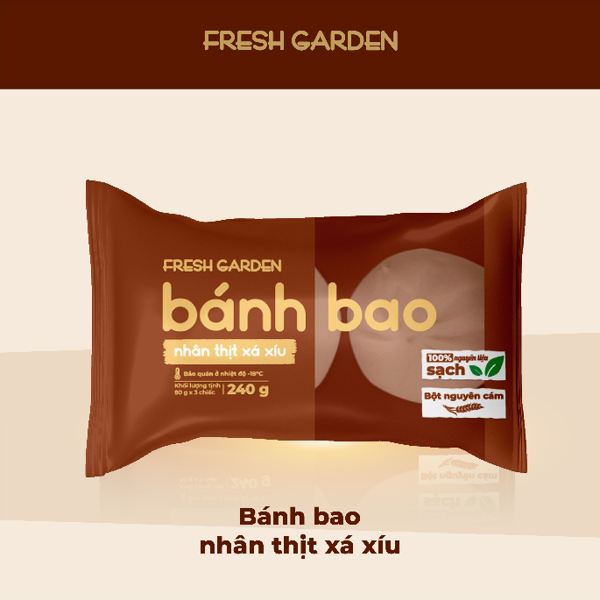 FRESH GARDEN
FRESH GARDEN
bánh bao
nhân thịt xá xíu
Bảo quản ở nhiệt độ -18°C
Khối lượng tịnh
80 g x 3 chiếc
240 g
100% nguyên liệu
sạch
Bột nguyên cám
Bánh bao
nhân thịt xá xíu